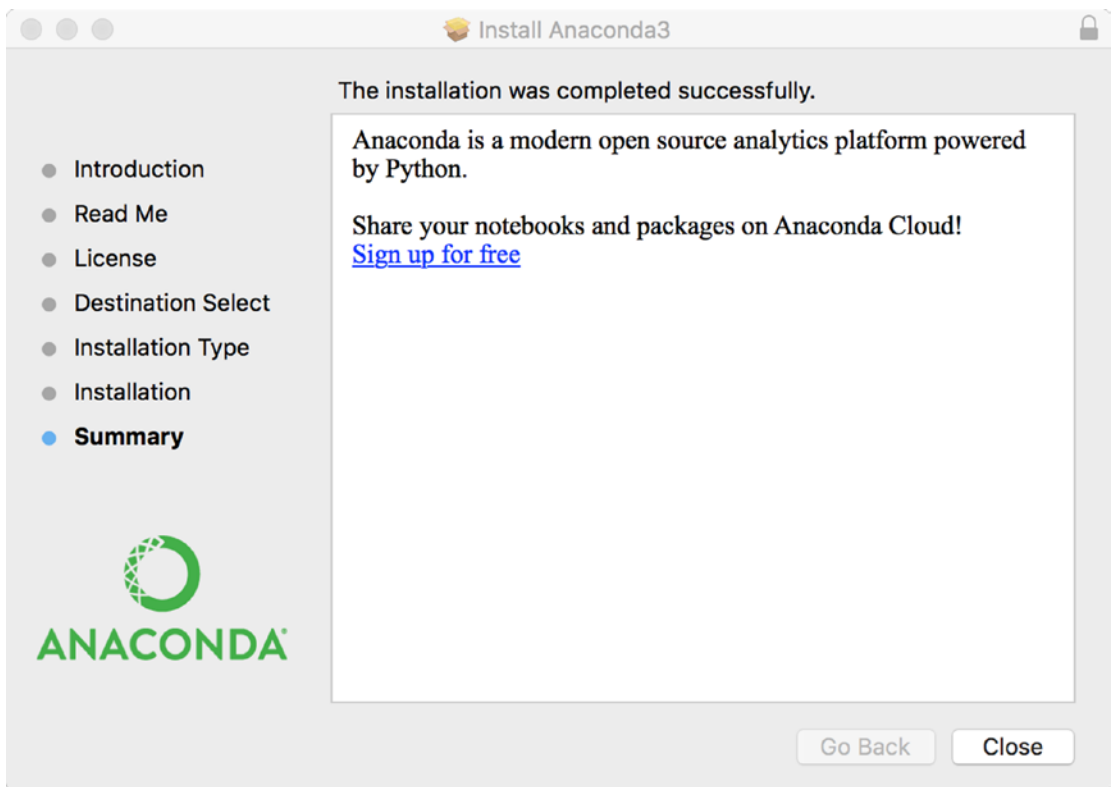 Install Anaconda3
The installation was completed successfully.
Introduction
Read Me
License
Destination Select
Installation Type
Installation
Summary
ANACONDA
Anaconda is a modern open source analytics platform powered
by Python.
Share your notebooks and packages on Anaconda Cloud!
Sign up for free
Go Back
Close